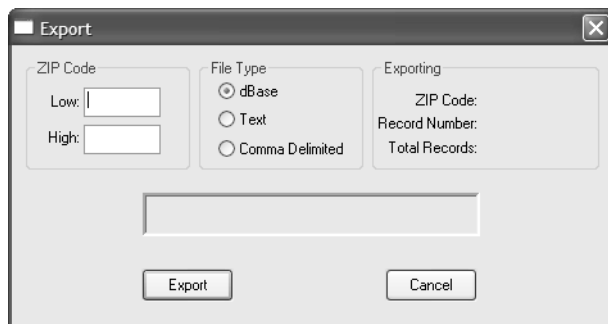 Export
ZIP Code
Low:
High:
File Type
dBase
Text
Comma Delimited
Exporting
ZIP Code:
Record Number:
Total Records:
Export
Cancel